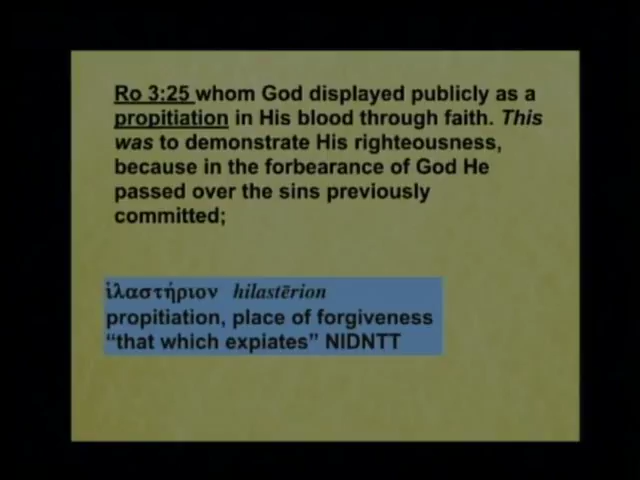 Ro 3:25 whom God displayed publicly as a
propitiation in His blood through faith. This
was to demonstrate His righteousness,
because in the forbearance of God He
passed over the sins previously
committed;
ἱλαστήριον hilastērion
propitiation, place of forgiveness
“that which expiates” NIDNTT